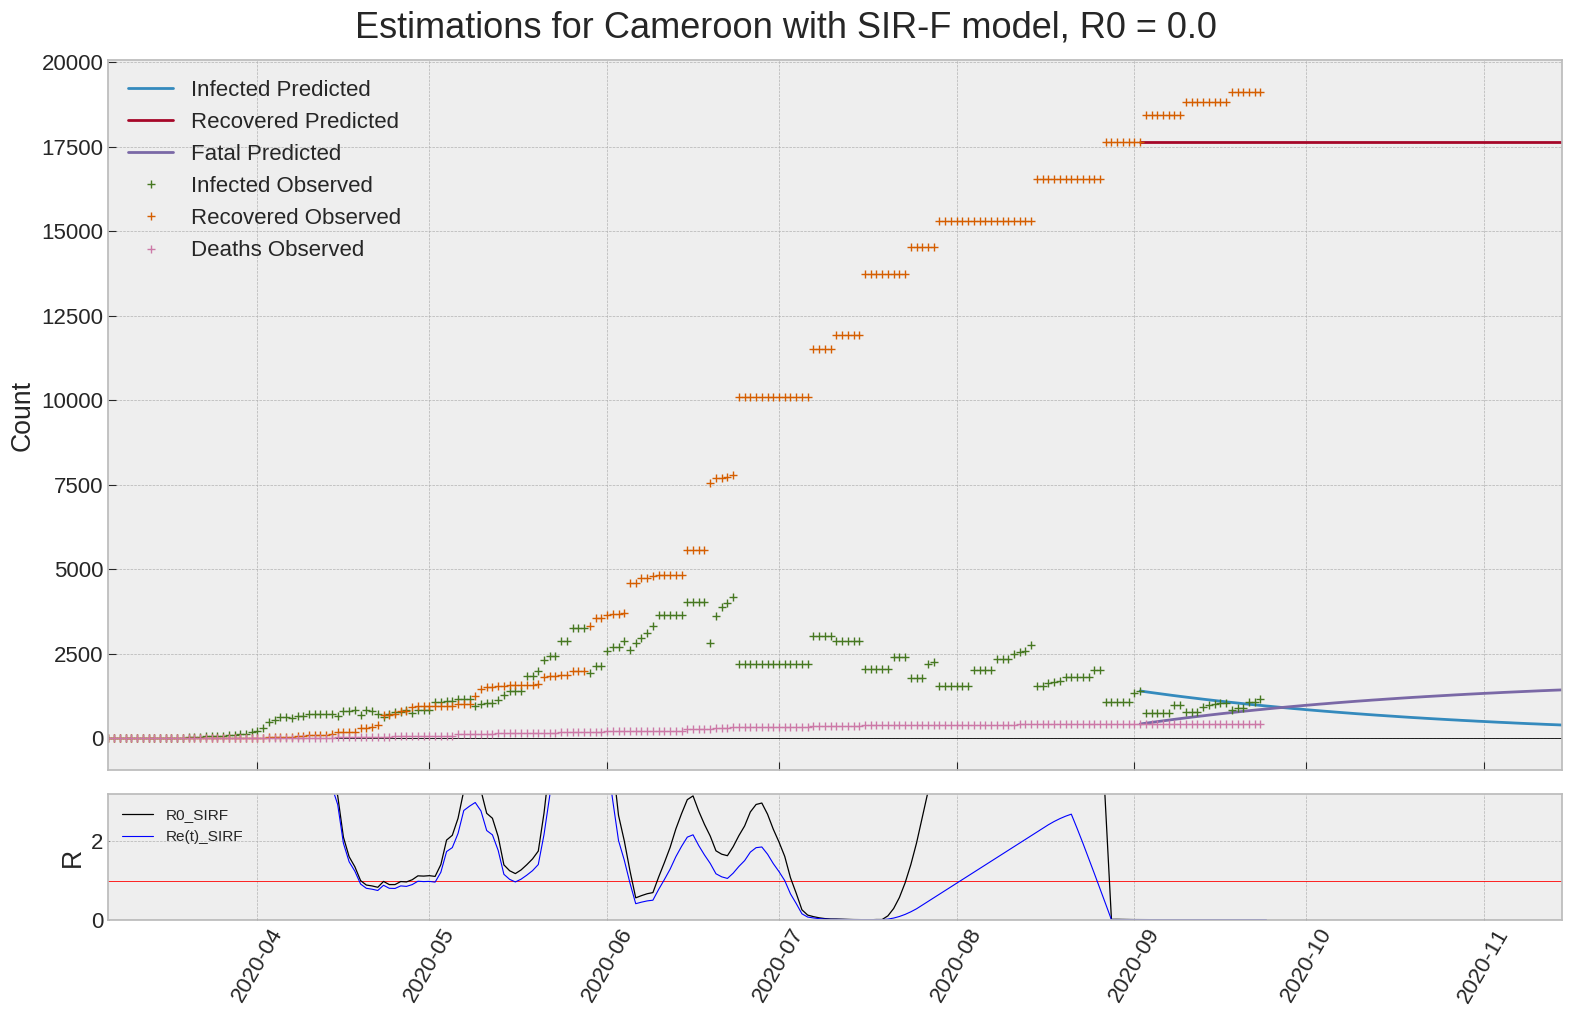 Estimations for Cameroon with SIR-F model, R0 = 0.0
20000
17500
15000
12500
10000
7500
5000
2500
0
Count
Infected Predicted
Recovered Predicted
Fatal Predicted
Infected Observed
Recovered Observed
Deaths Observed
R0_SIRF
Re(t)_SIRF
2
0
R
2020-04
2020-05
2020-06
2020-07
2020-08
2020-09
2020-10
2020-11